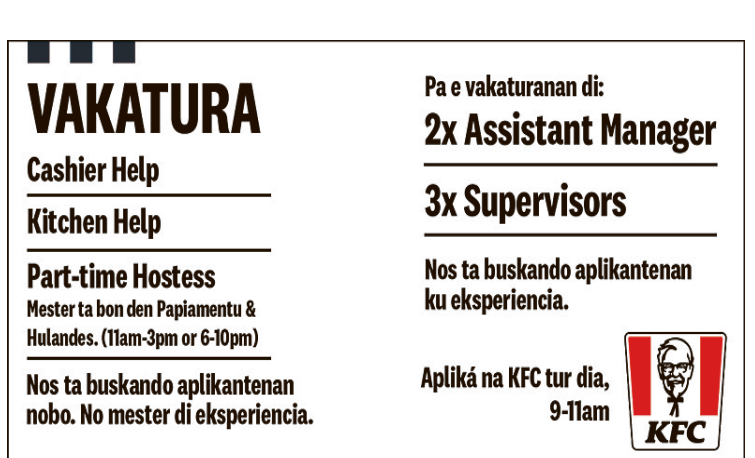 VAKATURA
Cashier Help
Kitchen Help
Part-time Hostess
Mester ta bon den Papiamentu &
Hulandes. (11am-3pm or 6-10pm)
Nos ta buskando aplikantenan
nobo. No mester di eksperiencia.
Pa e vakaturanan di:
2x Assistant Manager
3x Supervisors
Nos ta buskando aplikantenan
ku eksperiencia.
Apliká na KFC tur dia,
9-11am
KFC